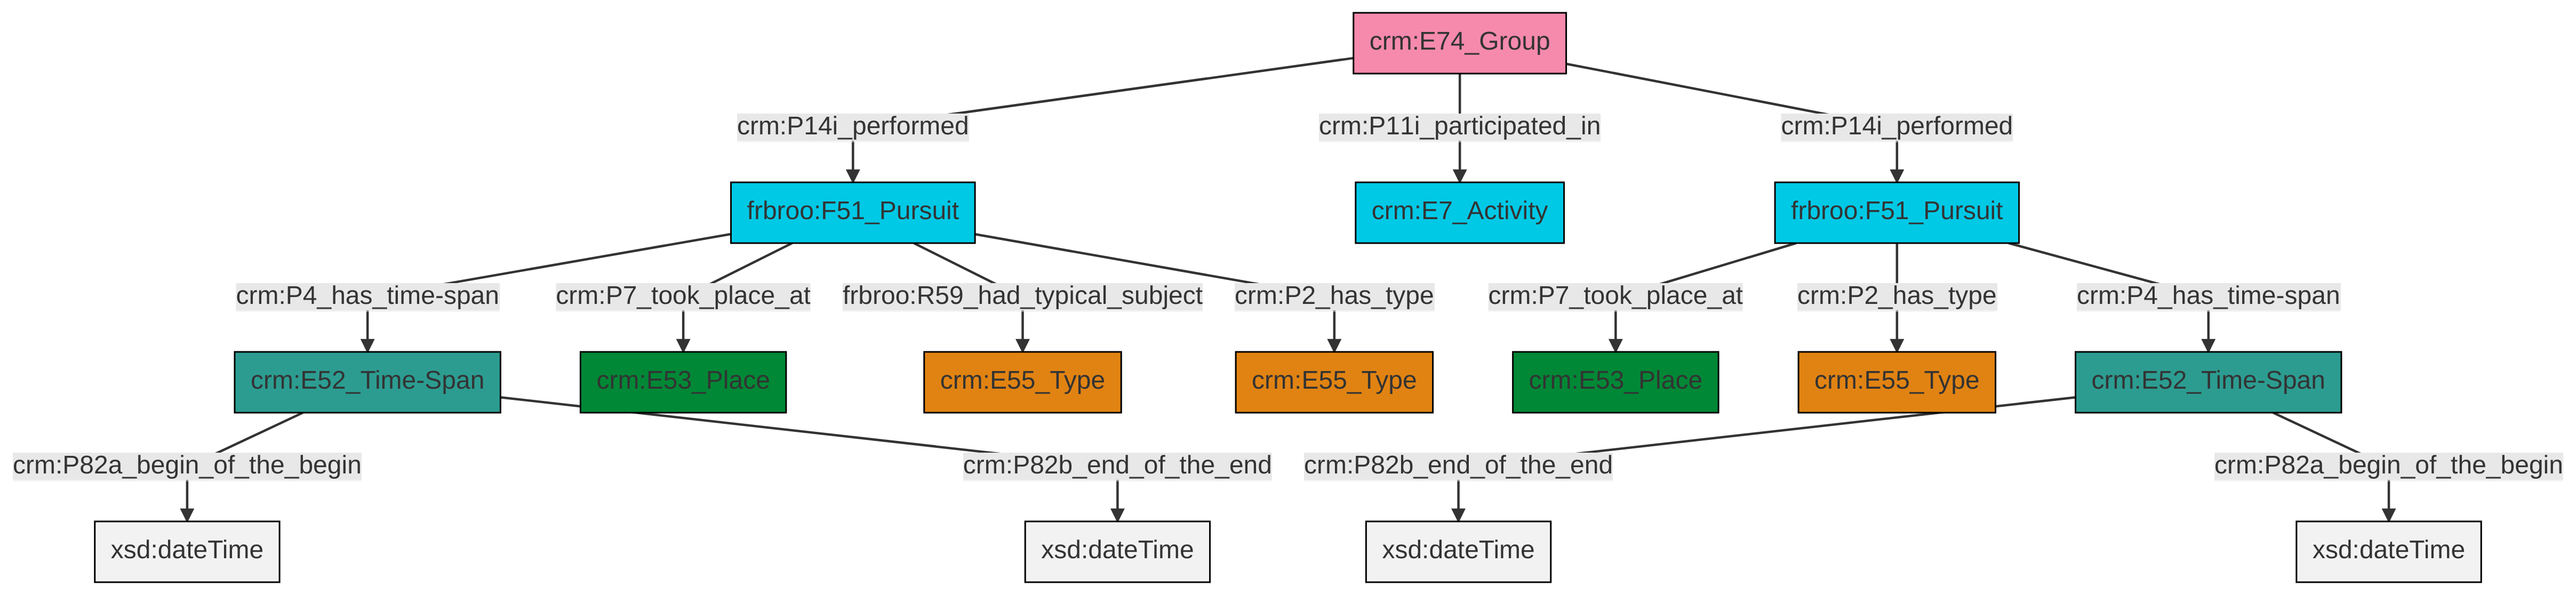 crm:E74_Group
crm:P14i_performed
crm:P11i_participated_in
crm:P14i_performed
frbroo:F51_Pursuit
crm:E7_Activity
frbroo:F51_Pursuit
crm:P4_has_time-span
crm:P7_took_place_at
frbroo:R59_had_typical_subject
crm:P2_has_type
crm:P7_took_place_at
crm:P2_has_type
crm:P4_has_time-span
crm:E52_Time-Span
crm:E53_Place
crm:E55_Type
crm:E55_Type
crm:E53_Place
crm:E55_Type
crm:E52_Time-Span
crm:P82a_begin_of_the_begin
crm:P82b_end_of_the_end
crm:P82b_end_of_the_end
crm:P82a_begin_of_the_begin
xsd:dateTime
xsd:dateTime
xsd:dateTime
xsd:dateTime